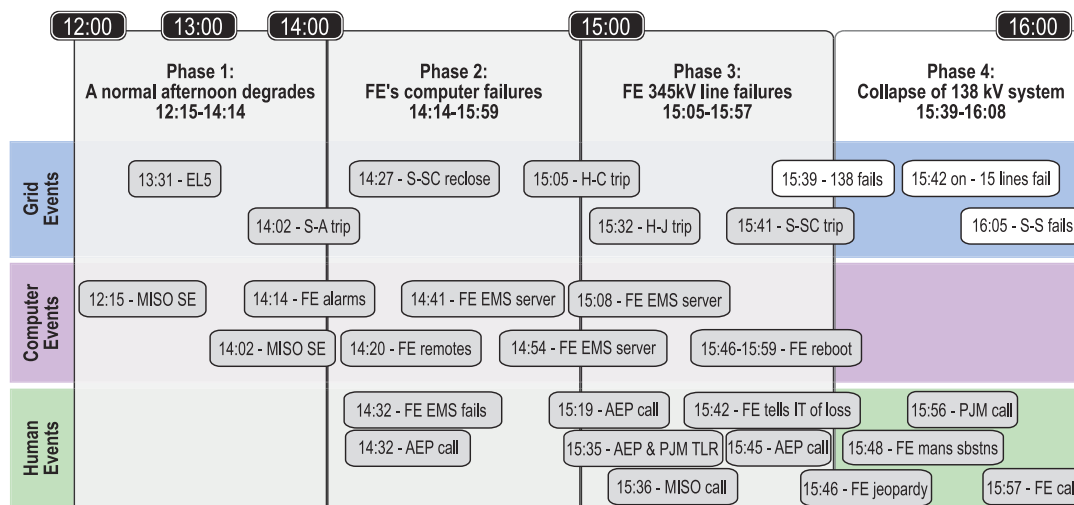 12:00
13:00
14:00
15:00
16:00
Phase 1:
A normal afternoon degrades
12:15-14:14
Phase 2:
FE's computer failures
14:14-15:59
Phase 3:
FE 345kV line failures
15:05-15:57
Phase 4:
Collapse of 138 kV system
15:39-16:08
Grid
Events
13:31 - EL5
14:27 - S-SC reclose
15:05 - H-C trip
15:39 - 138 fails
15:42 on - 15 lines fail
14:02 - S-A trip
15:32 - H-J trip
15:41 - S-SC trip
16:05 - S-S fails
Computer
Events
12:15 - MISO SE
14:14 - FE alarms
14:41 - FE EMS server
15:08 - FE EMS server
14:02 - MISO SE
14:20 - FE remotes
14:54 - FE EMS server
15:46-15:59 - FE reboot
Human
Events
14:32 - FE EMS fails
15:19 - AEP call
15:42 - FE tells IT of loss
15:56 - PJM call
14:32 - AEP call
15:35 - AEP & PJM TLR
15:45 - AEP call
15:48 - FE mans sbstns
15:36 - MISO call
15:46 - FE jeopardy
15:57 - FE cal